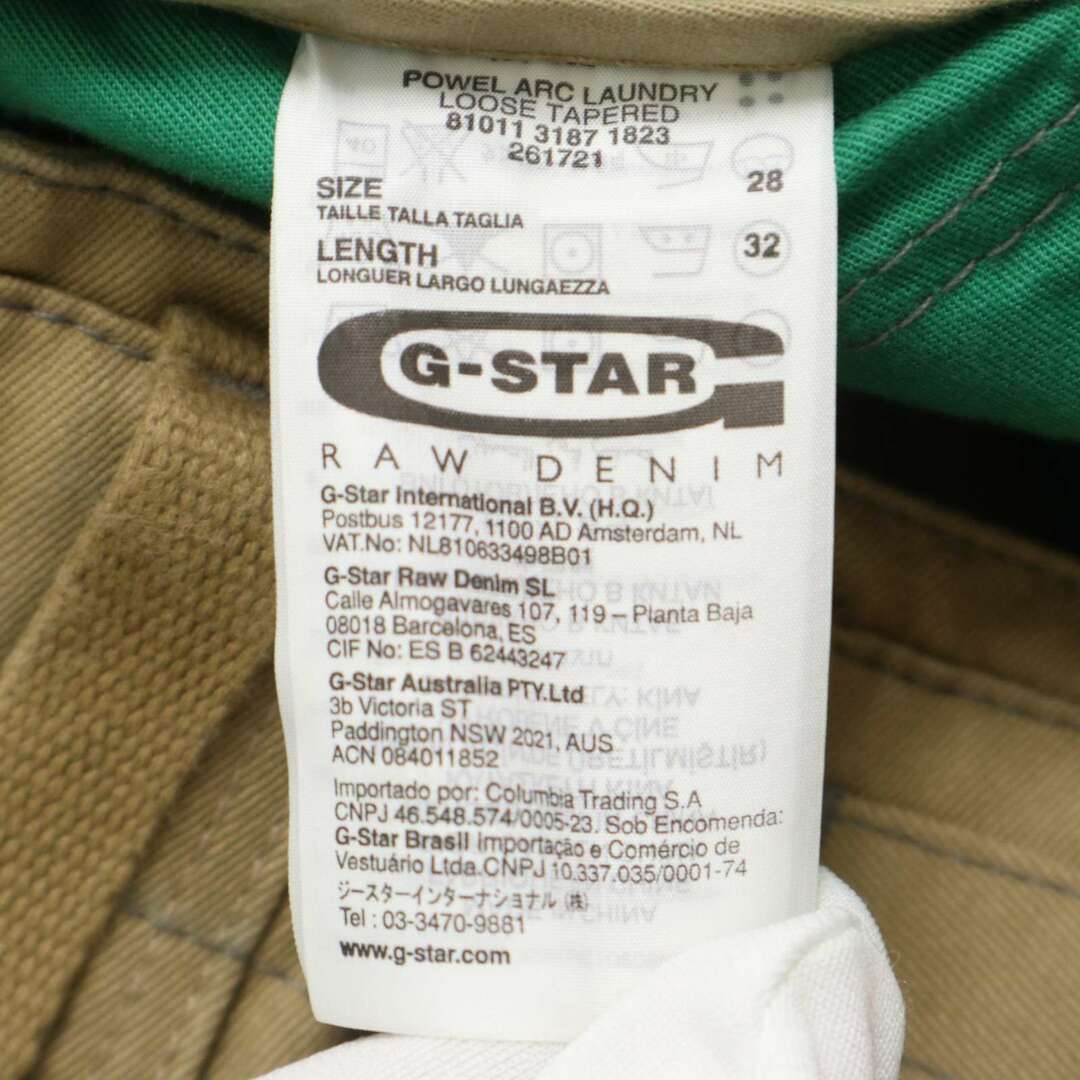 POWEL ARC LAUNDRY
LOOSE TAPERED
81011 3187 1823
261721
SIZE 28
TAILLE TALLA TAGLIA
LENGTH 32
LONGUER LARGO LUNGAEZZA
G-STAR
RAW DENIM
G-Star International B.V. (H.Q.)
Postbus 12177, 1100 AD Amsterdam, NL
VAT.No: NL810633498B01
G-Star Raw Denim SL
Calle Almogavares 107, 119 – Planta Baja
08018 Barcelona, ES
CIF No: ES B 62443247
G-Star Australia PTY.Ltd
3b Victoria ST
Paddington NSW 2021, AUS
ACN 084011852
Importado por: Columbia Trading S.A
CNPJ 46.548.574/0005-23. Sob Encomenda:
G-Star Brasil Importação e Comércio de
Vestuário Ltda.CNPJ 10.337.035/0001-74
ジースターインターナショナル(株)
Tel : 03-3470-9881
www.g-star.com